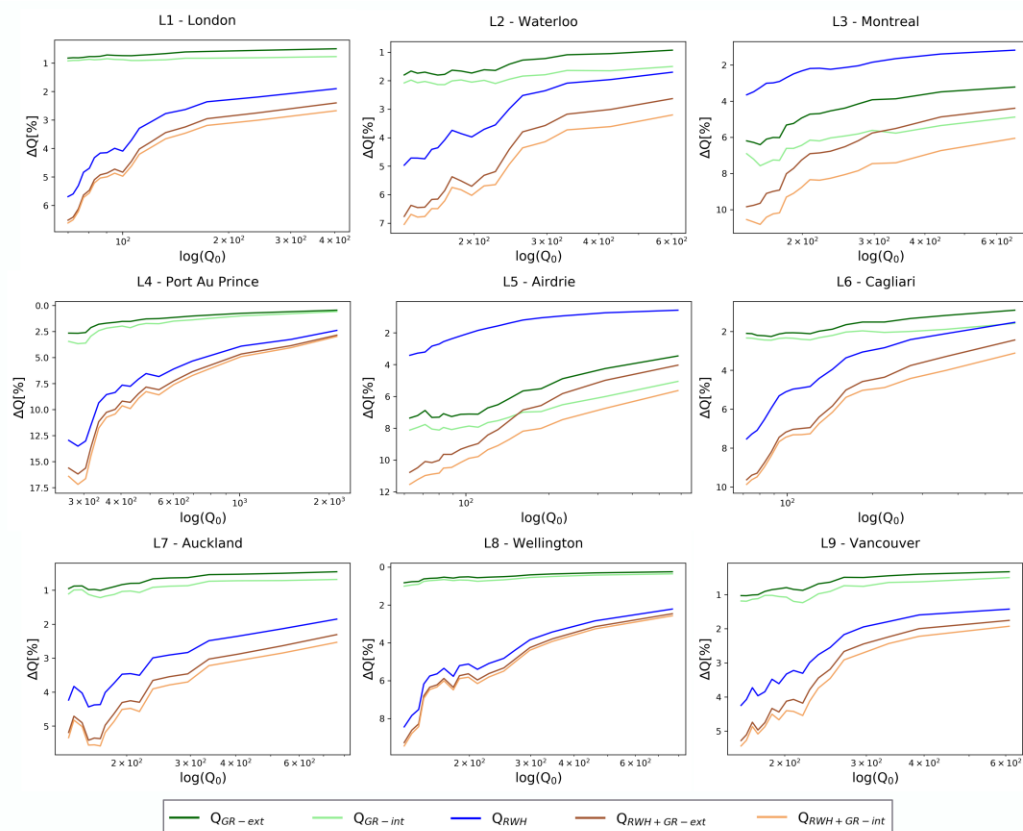 L1 - London
L2 - Waterloo
L3 - Montreal
ΔQ[%]
1
2
3
4
5
6
10²
2 × 10²
3 × 10²
4 × 10²
log(Q₀)
ΔQ[%]
1
2
3
4
5
6
7
2 × 10²
3 × 10²
4 × 10²
6 × 10²
log(Q₀)
ΔQ[%]
2
4
6
8
10
2 × 10²
3 × 10²
4 × 10²
6 × 10²
log(Q₀)
L4 - Port Au Prince
L5 - Airdrie
L6 - Cagliari
ΔQ[%]
0.0
2.5
5.0
7.5
10.0
12.5
15.0
17.5
3 × 10²
4 × 10²
6 × 10²
10³
2 × 10³
log(Q₀)
ΔQ[%]
2
4
6
8
10
12
10²
log(Q₀)
ΔQ[%]
2
4
6
8
10
10²
log(Q₀)
L7 - Auckland
L8 - Wellington
L9 - Vancouver
ΔQ[%]
1
2
3
4
5
2 × 10²
3 × 10²
4 × 10²
6 × 10²
log(Q₀)
ΔQ[%]
0
2
4
6
8
2 × 10²
3 × 10²
4 × 10²
6 × 10²
log(Q₀)
ΔQ[%]
1
2
3
4
5
2 × 10²
3 × 10²
4 × 10²
6 × 10²
log(Q₀)
Q_GR−ext Q_GR−int Q_RWH Q_RWH+GR−ext Q_RWH+GR−int